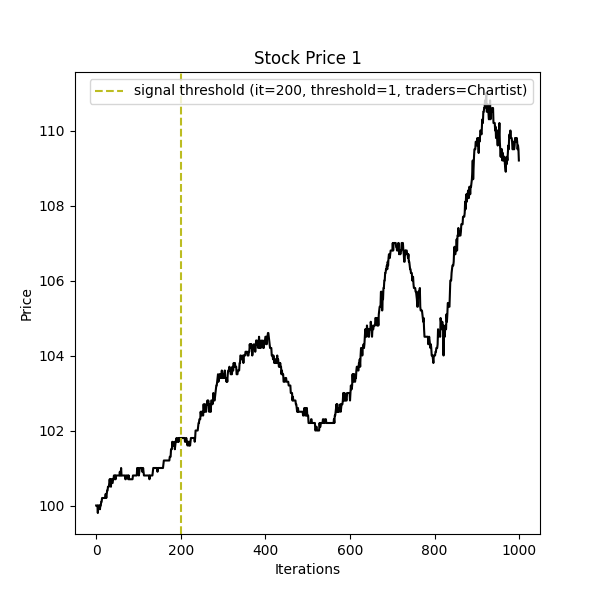 Stock Price 1
signal threshold (it=200, threshold=1, traders=Chartist)
110
108
106
104
102
100
Price
0 200 400 600 800 1000
Iterations